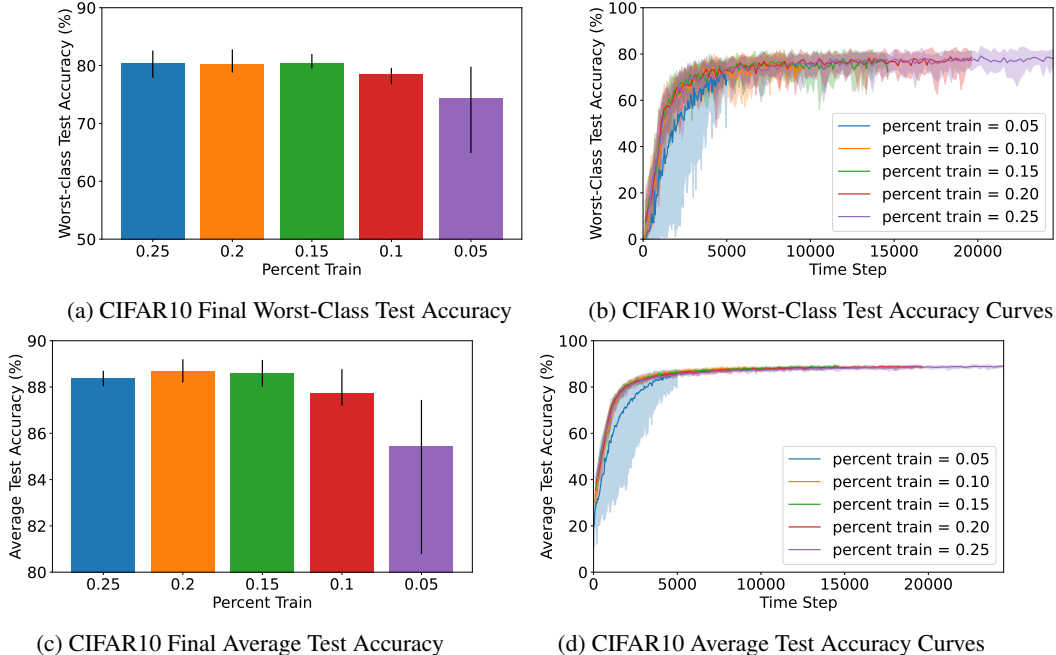 90
80
70
60
50
Worst-class Test Accuracy (%)
0.25 0.2 0.15 0.1 0.05
Percent Train
(a) CIFAR10 Final Worst-Class Test Accuracy
100
80
60
40
20
0
Worst-Class Test Accuracy (%)
percent train = 0.05
percent train = 0.10
percent train = 0.15
percent train = 0.20
percent train = 0.25
0 5000 10000 15000 20000
Time Step
(b) CIFAR10 Worst-Class Test Accuracy Curves
90
88
86
84
82
80
Average Test Accuracy (%)
0.25 0.2 0.15 0.1 0.05
Percent Train
(c) CIFAR10 Final Average Test Accuracy
100
80
60
40
20
0
Average Test Accuracy (%)
percent train = 0.05
percent train = 0.10
percent train = 0.15
percent train = 0.20
percent train = 0.25
0 5000 10000 15000 20000
Time Step
(d) CIFAR10 Average Test Accuracy Curves